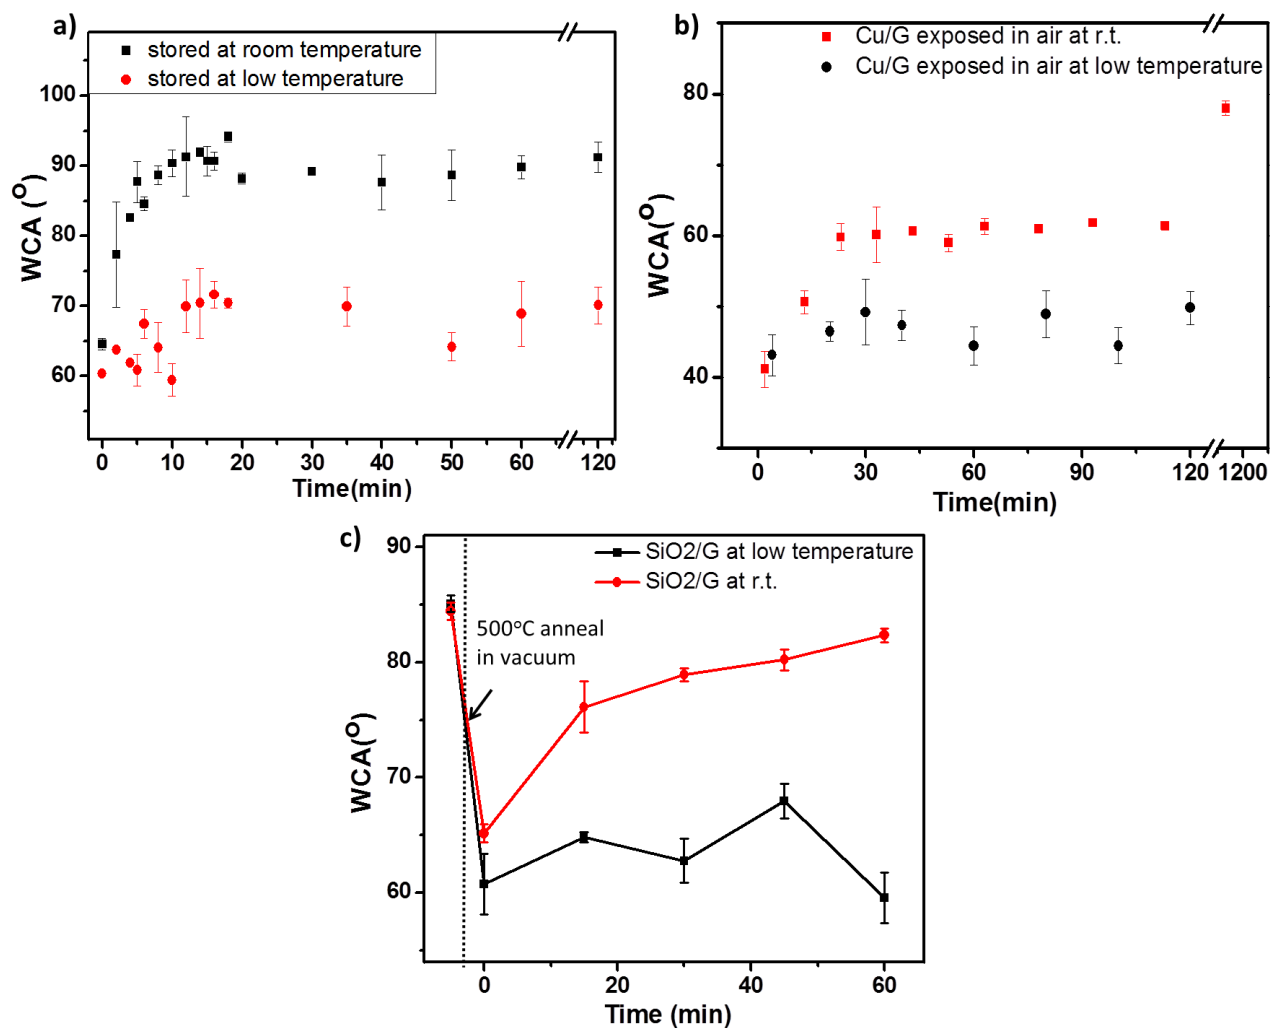 a)
stored at room temperature
stored at low temperature
100
90
80
70
60
WCA (°)
0 10 20 30 40 50 60 120
Time(min)
b)
Cu/G exposed in air at r.t.
Cu/G exposed in air at low temperature
80
60
40
WCA(°)
0 30 60 90 120 1200
Time(min)
c)
SiO2/G at low temperature
SiO2/G at r.t.
500°C anneal
in vacuum
90
80
70
60
WCA(°)
0 20 40 60
Time (min)